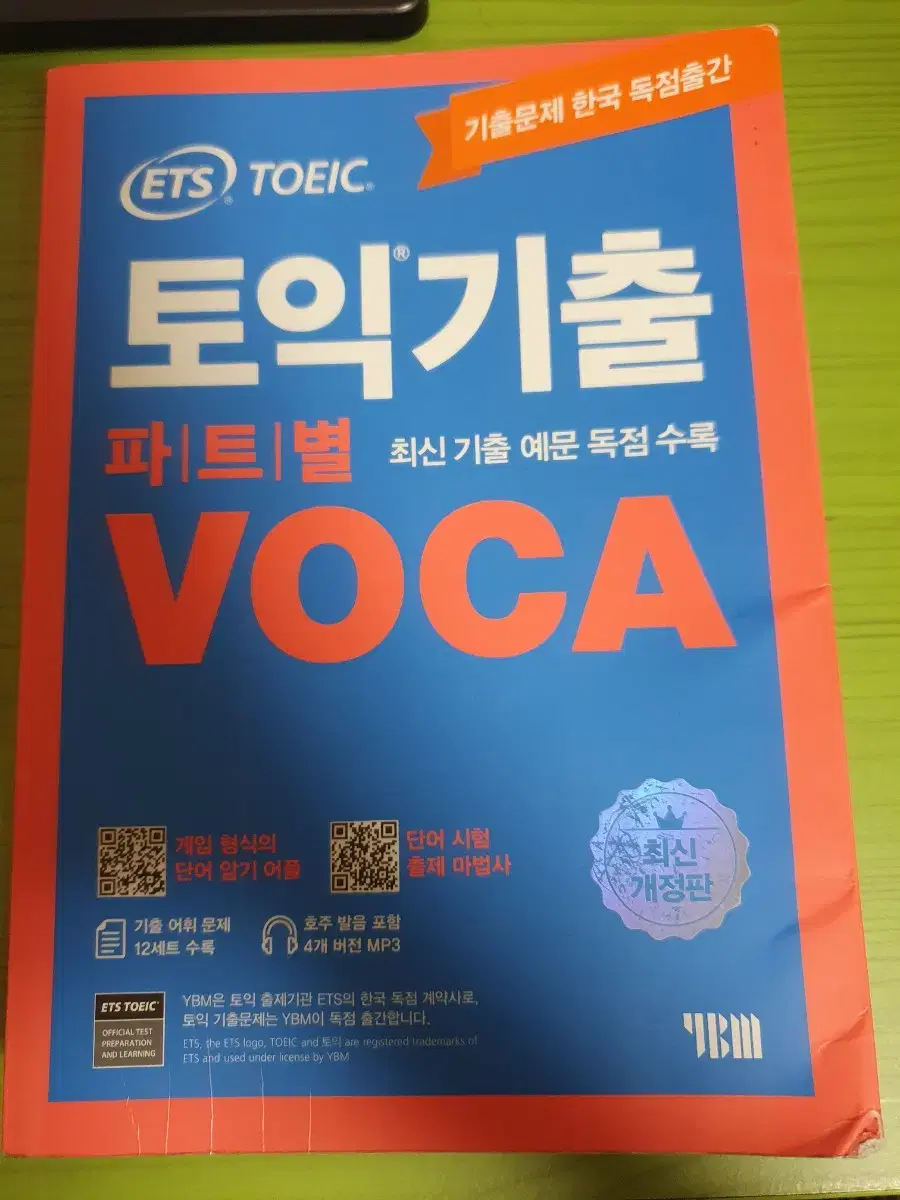 기출문제 한국 독점출간
ETS® TOEIC®
토익®기출
파|트|별
최신 기출 예문 독점 수록
VOCA
게임 형식의
단어 암기 어플
단어 시험
출제 마법사
최신
개정판
기출 어휘 문제
12세트 수록
호주 발음 포함
4개 버전 MP3
ETS TOEIC®
OFFICIAL TEST
PREPARATION
AND LEARNING
YBM은 토익 출제기관 ETS의 한국 독점 계약사로,
토익 기출문제는 YBM이 독점 출간합니다.
ETS, the ETS logo, TOEIC and 토익 are registered trademarks of
ETS and used under license by YBM
YBM